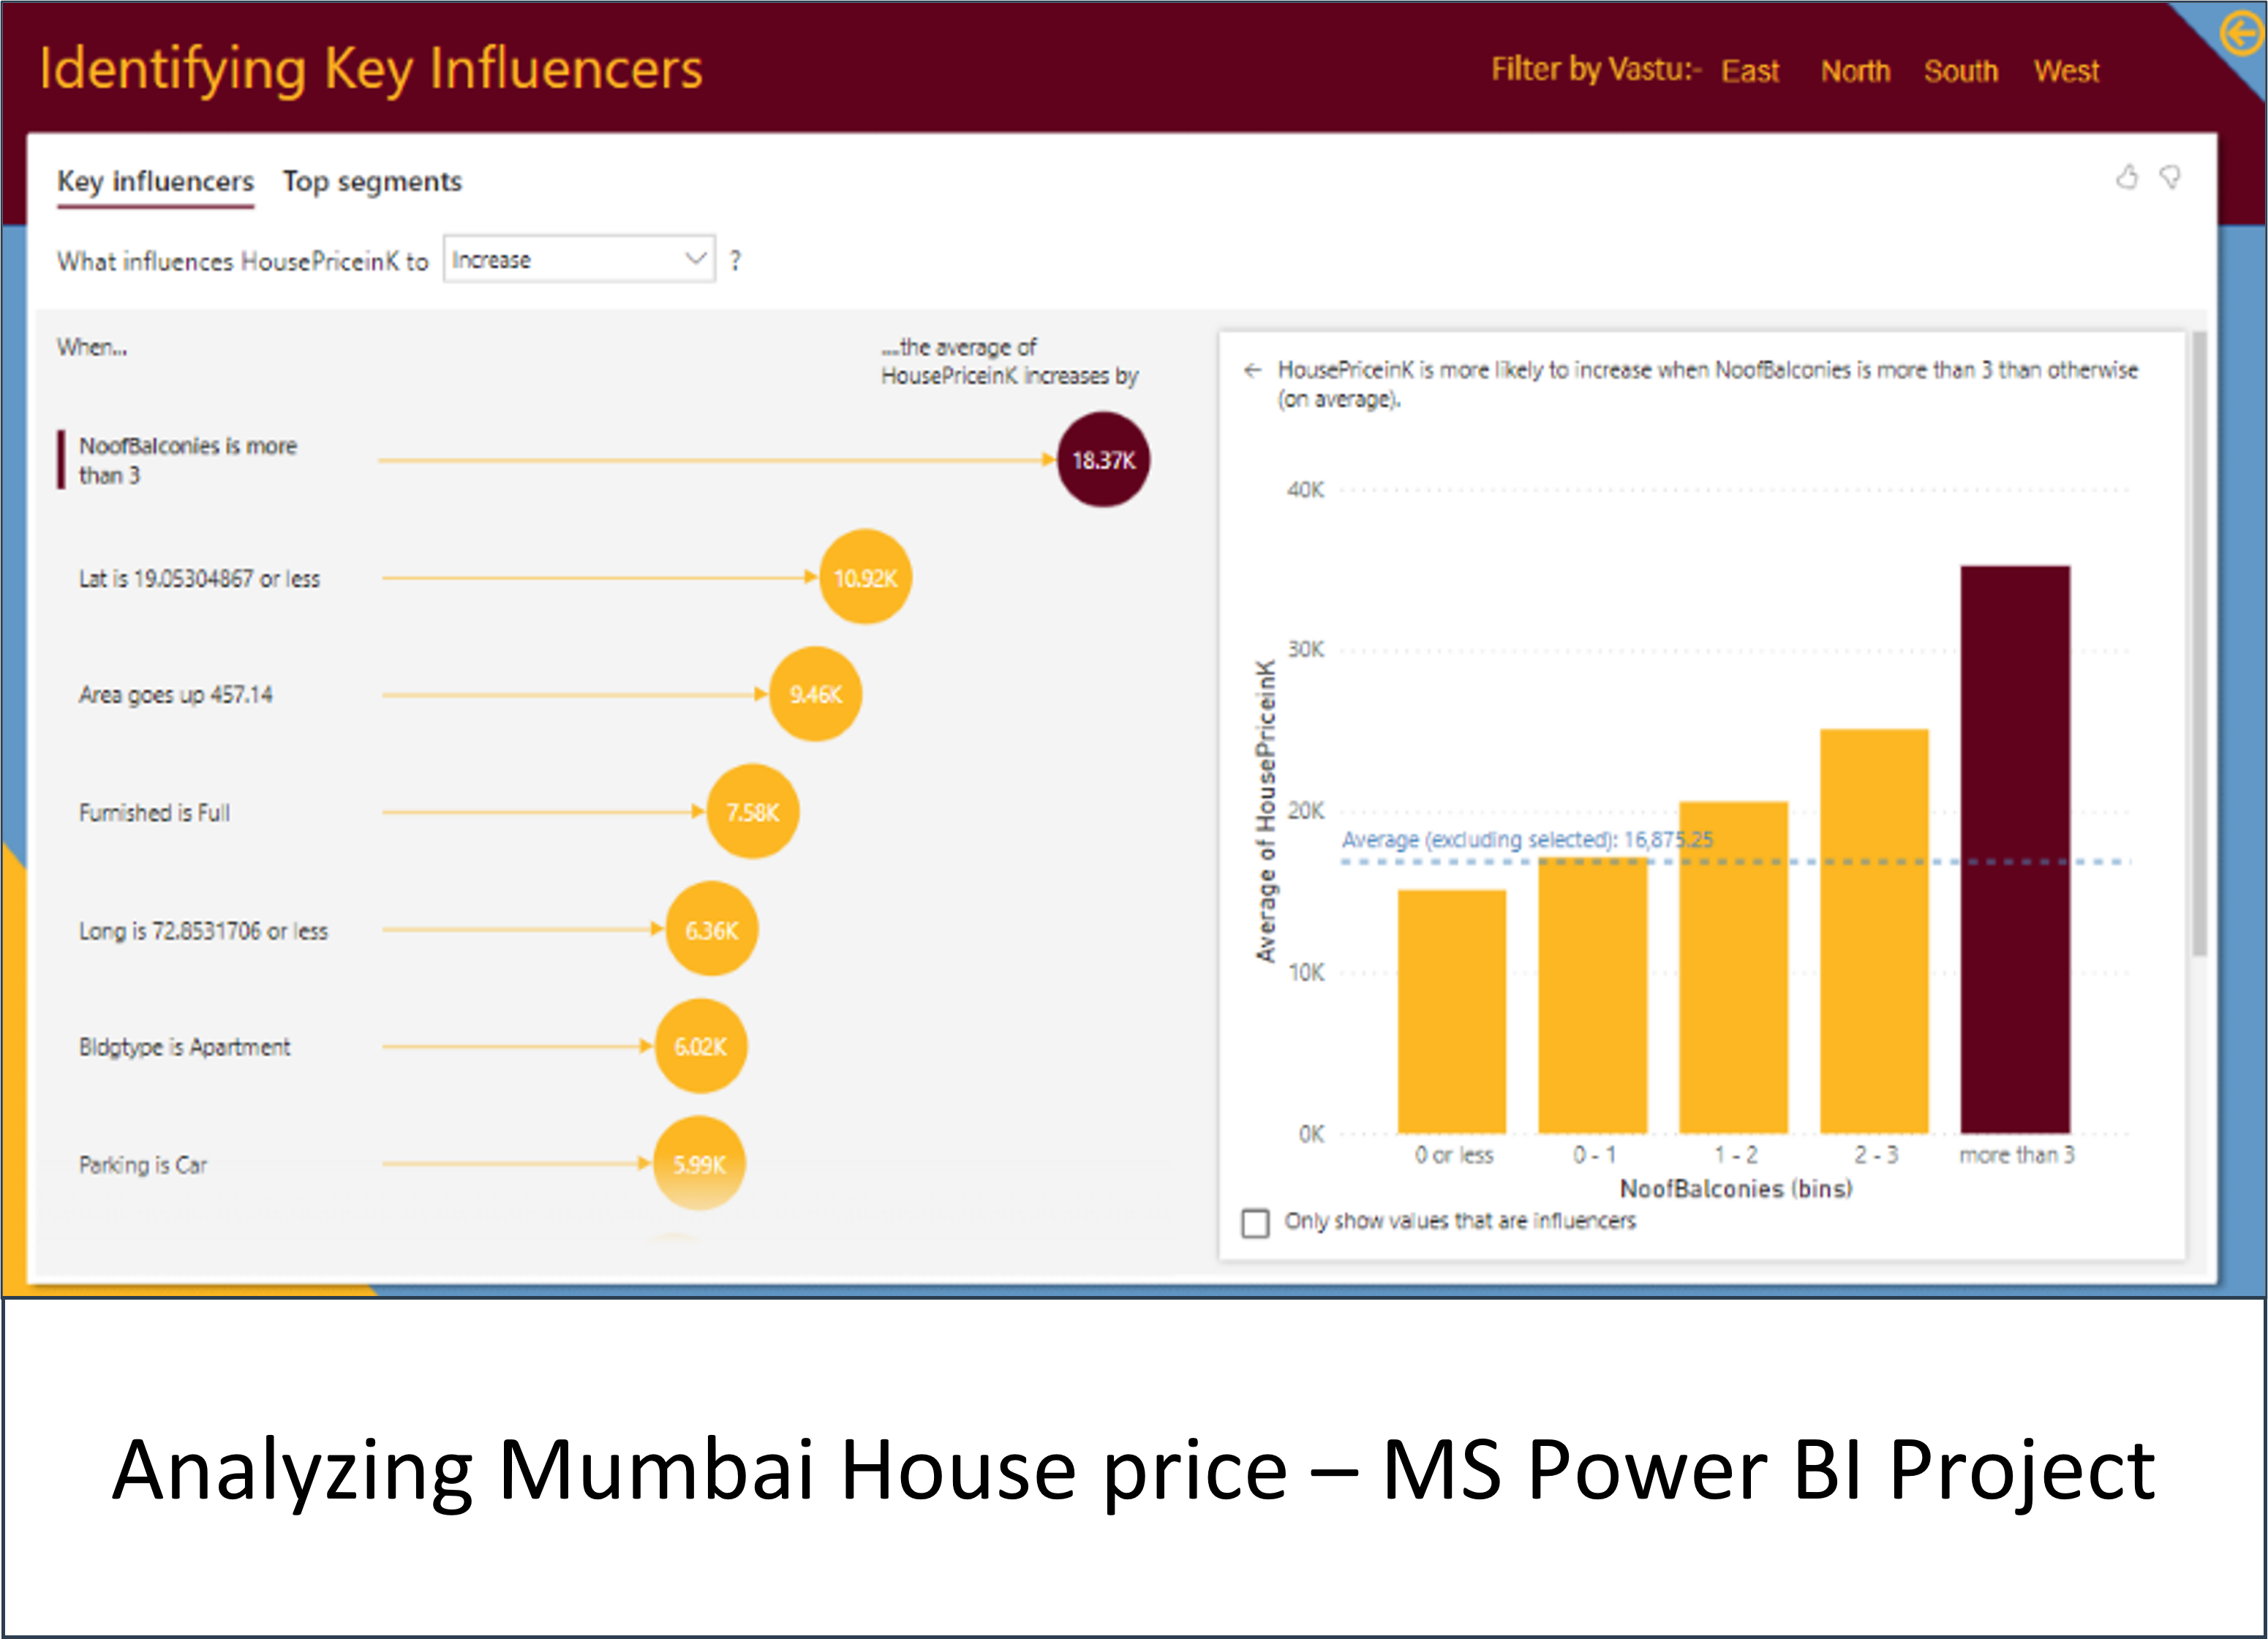 Identifying Key Influencers
Filter by Vastu:- East North South West
Key influencers Top segments
What influences HousePriceinK to Increase ?
When...
....the average of
HousePriceinK increases by
NoofBalconies is more
than 3
18.37K
Lat is 19.05304867 or less
10.92K
Area goes up 457.14
9.46K
Furnished is Full
7.58K
Long is 72.8531706 or less
6.36K
Bldgtype is Apartment
6.02K
Parking is Car
5.99K
← HousePriceinK is more likely to increase when NoofBalconies is more than 3 than otherwise
(on average).
Average of HousePriceinK
40K
30K
20K
10K
0K
Average (excluding selected): 16,875.25
0 or less 0 - 1 1 - 2 2 - 3 more than 3
NoofBalconies (bins)
Only show values that are influencers
Analyzing Mumbai House price – MS Power BI Project